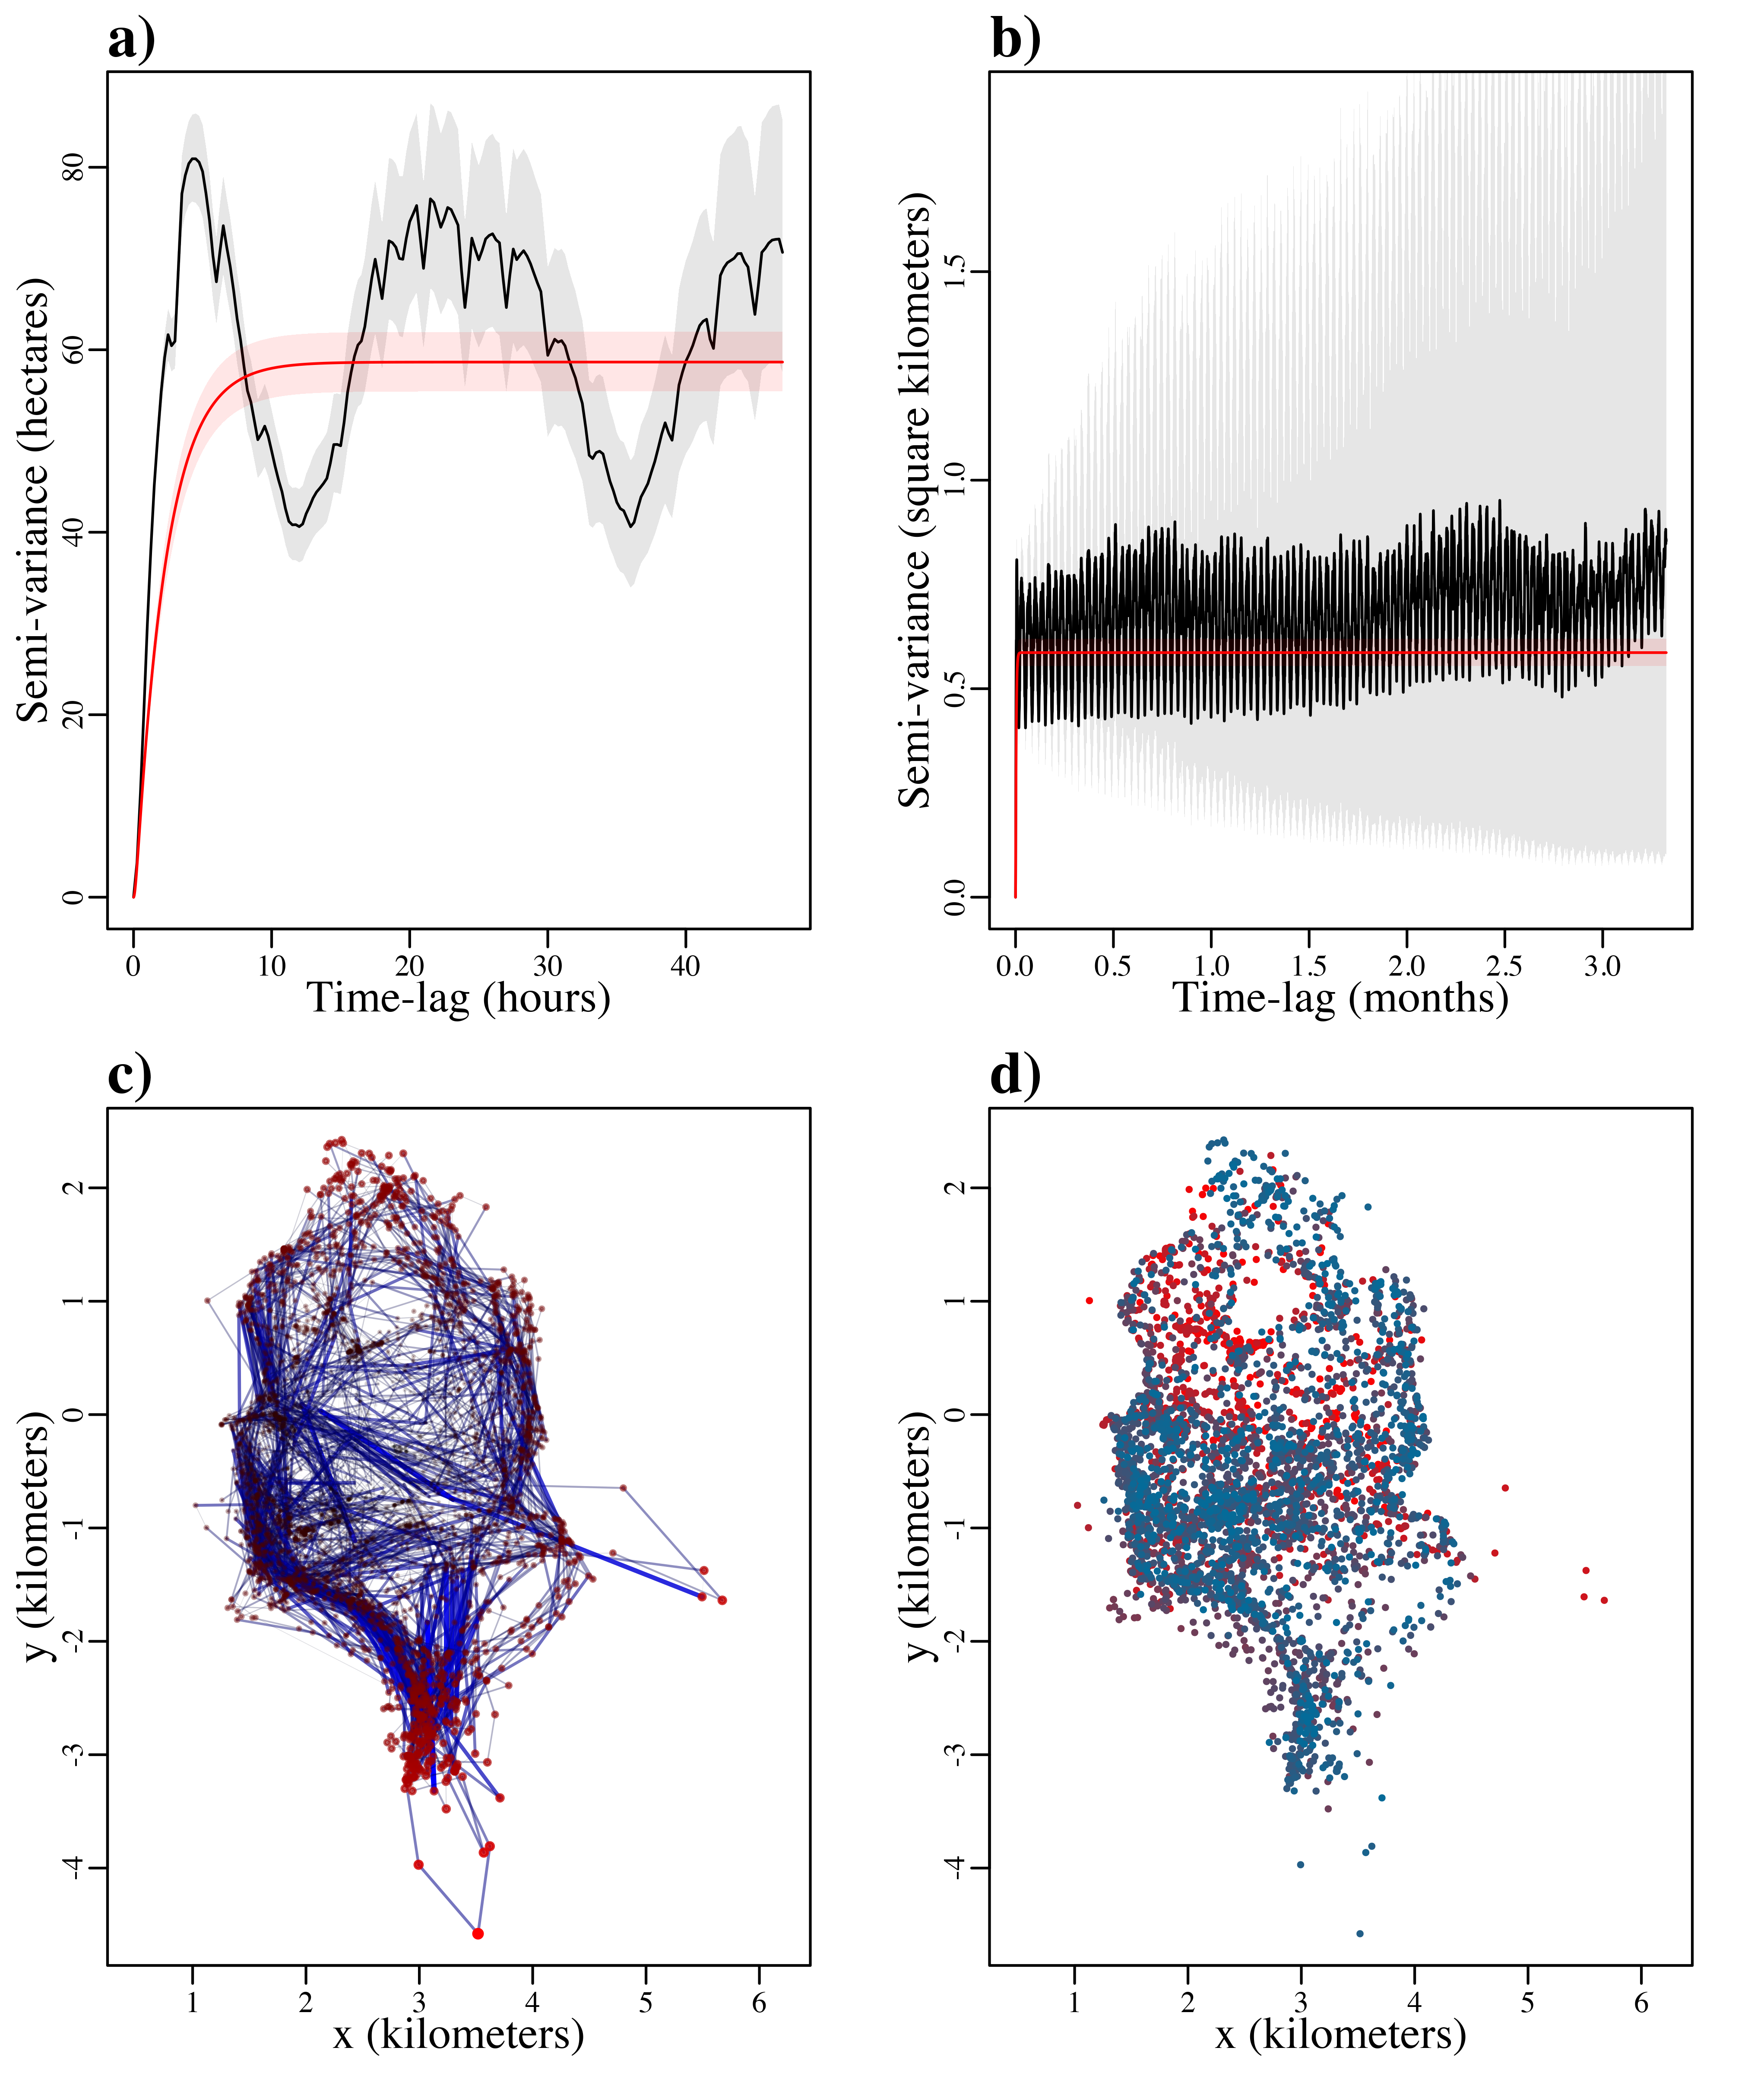 a)
Semi-variance (hectares)
80
60
40
20
0
0 10 20 30 40
Time-lag (hours)
b)
Semi-variance (square kilometers)
1.5
1.0
0.5
0.0
0.0 0.5 1.0 1.5 2.0 2.5 3.0
Time-lag (months)
c)
y (kilometers)
2
1
0
-1
-2
-3
-4
1 2 3 4 5 6
x (kilometers)
d)
y (kilometers)
2
1
0
-1
-2
-3
-4
1 2 3 4 5 6
x (kilometers)